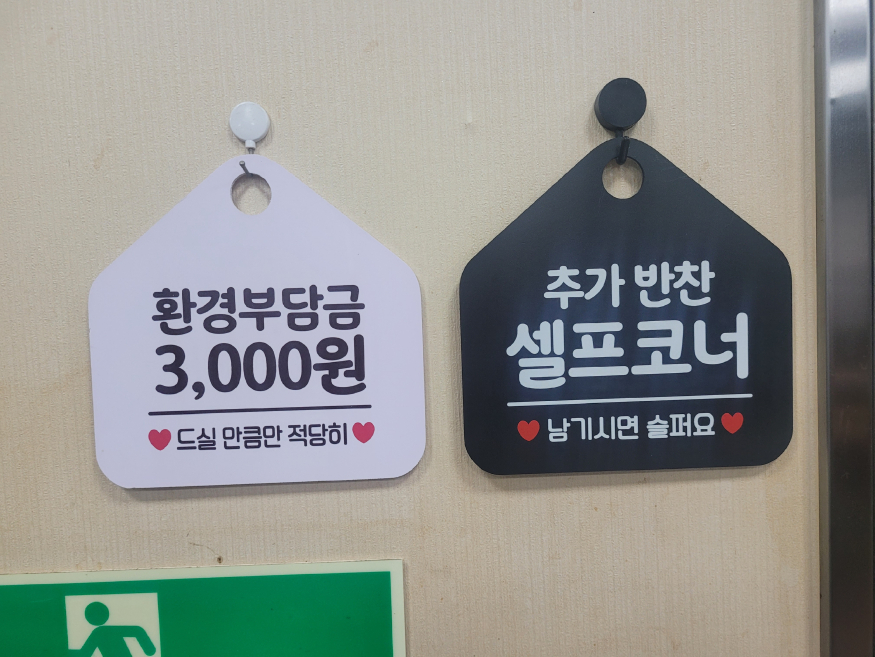 환경부담금
3,000원
드실 만큼만 적당히
추가 반찬
셀프코너
남기시면 슬퍼요